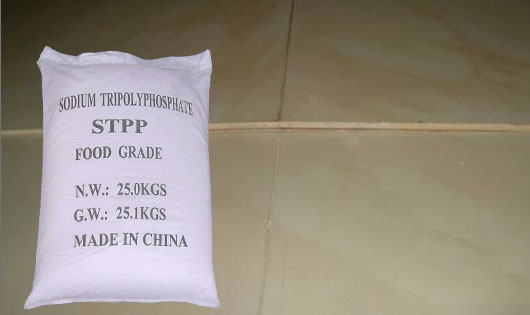 SODIUM TRIPOLYPHOSPHATE
STPP
FOOD GRADE
N.W.: 25.0KGS
G.W.: 25.1KGS
MADE IN CHINA